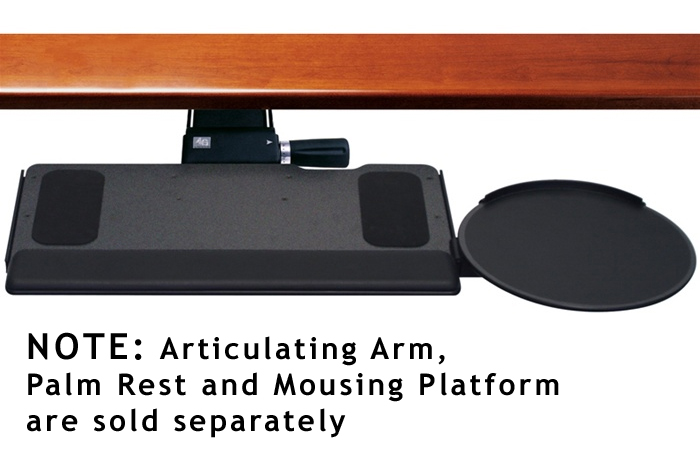 NOTE: Articulating Arm,
Palm Rest and Mousing Platform
are sold separately